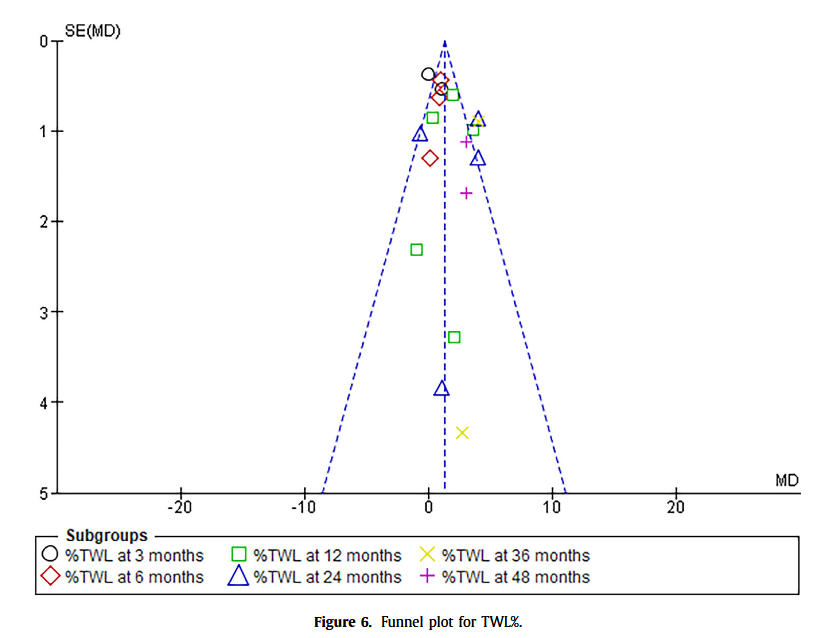 SE(MD)
0
1
2
3
4
5
MD
-20
-10
0
10
20
Subgroups
%TWL at 3 months
%TWL at 12 months
%TWL at 36 months
%TWL at 6 months
%TWL at 24 months
%TWL at 48 months
Figure 6. Funnel plot for TWL%.